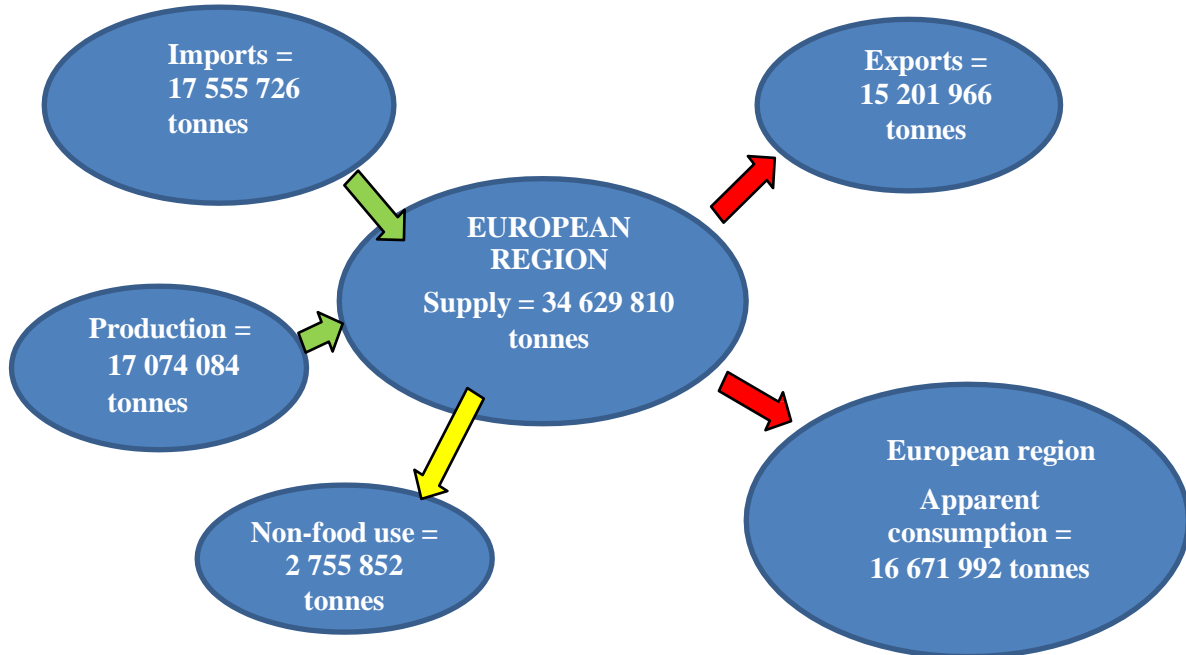 Imports =
17 555 726
tonnes
Exports =
15 201 966
tonnes
EUROPEAN
REGION
Supply = 34 629 810
tonnes
Production =
17 074 084
tonnes
Non-food use =
2 755 852
tonnes
European region
Apparent
consumption =
16 671 992 tonnes